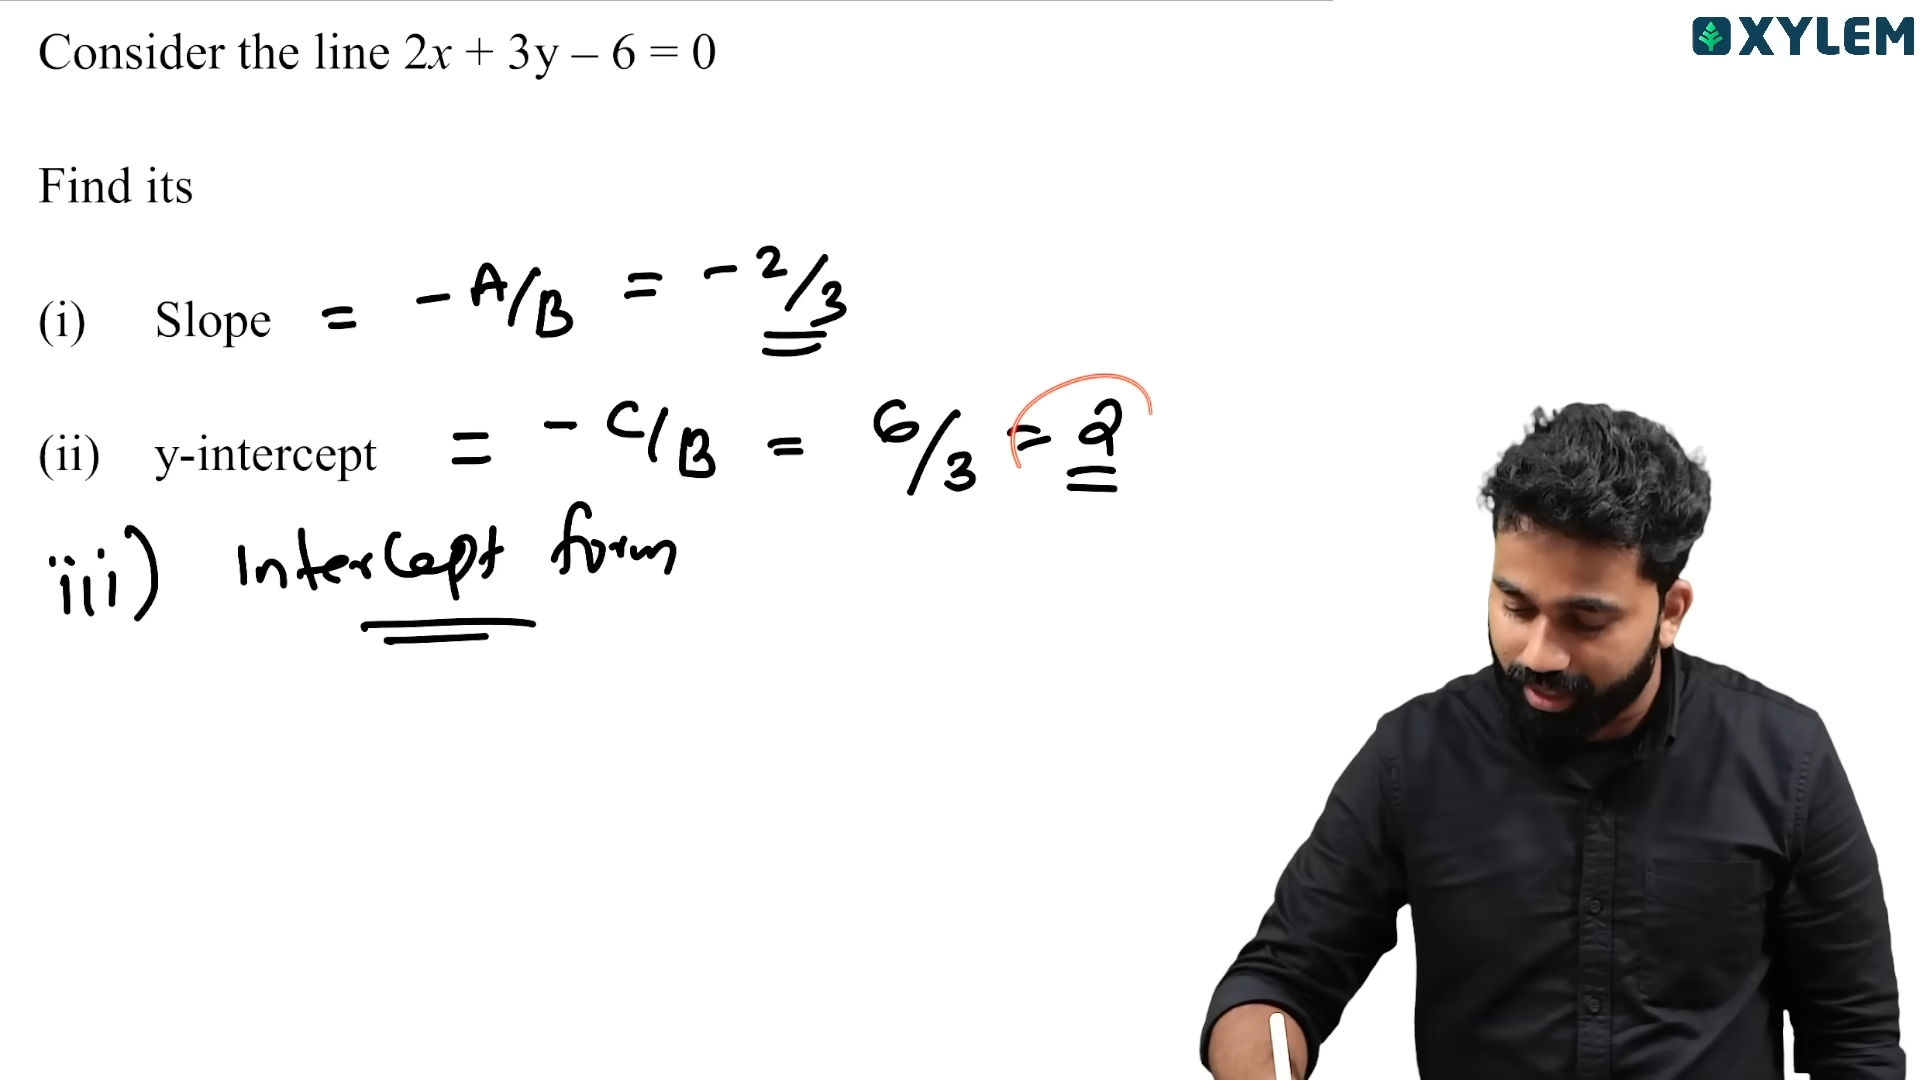 XYLEM
Consider the line 2x + 3y – 6 = 0
Find its
(i) Slope = - A/B = - 2/3
(ii) y-intercept = - C/B = 6/3 = 2
iii) Intercept form